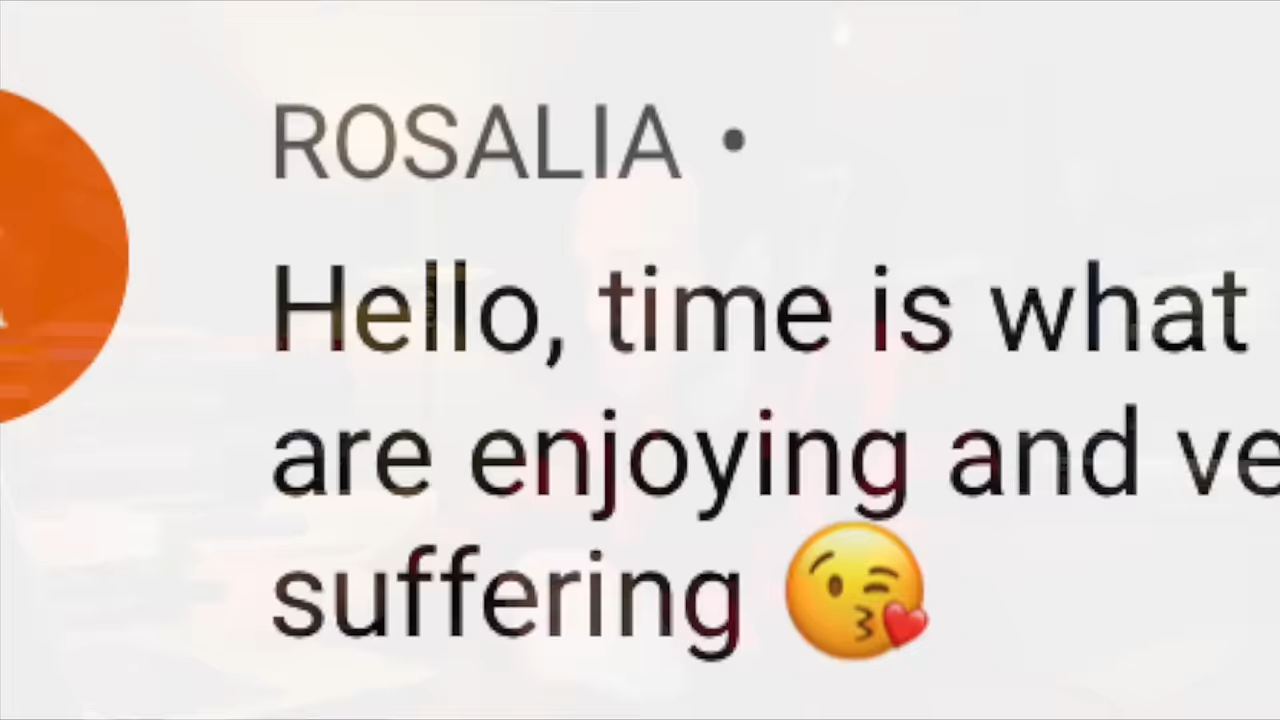 ROSALIA •
Hello, time is what
are enjoying and
suffering 😘